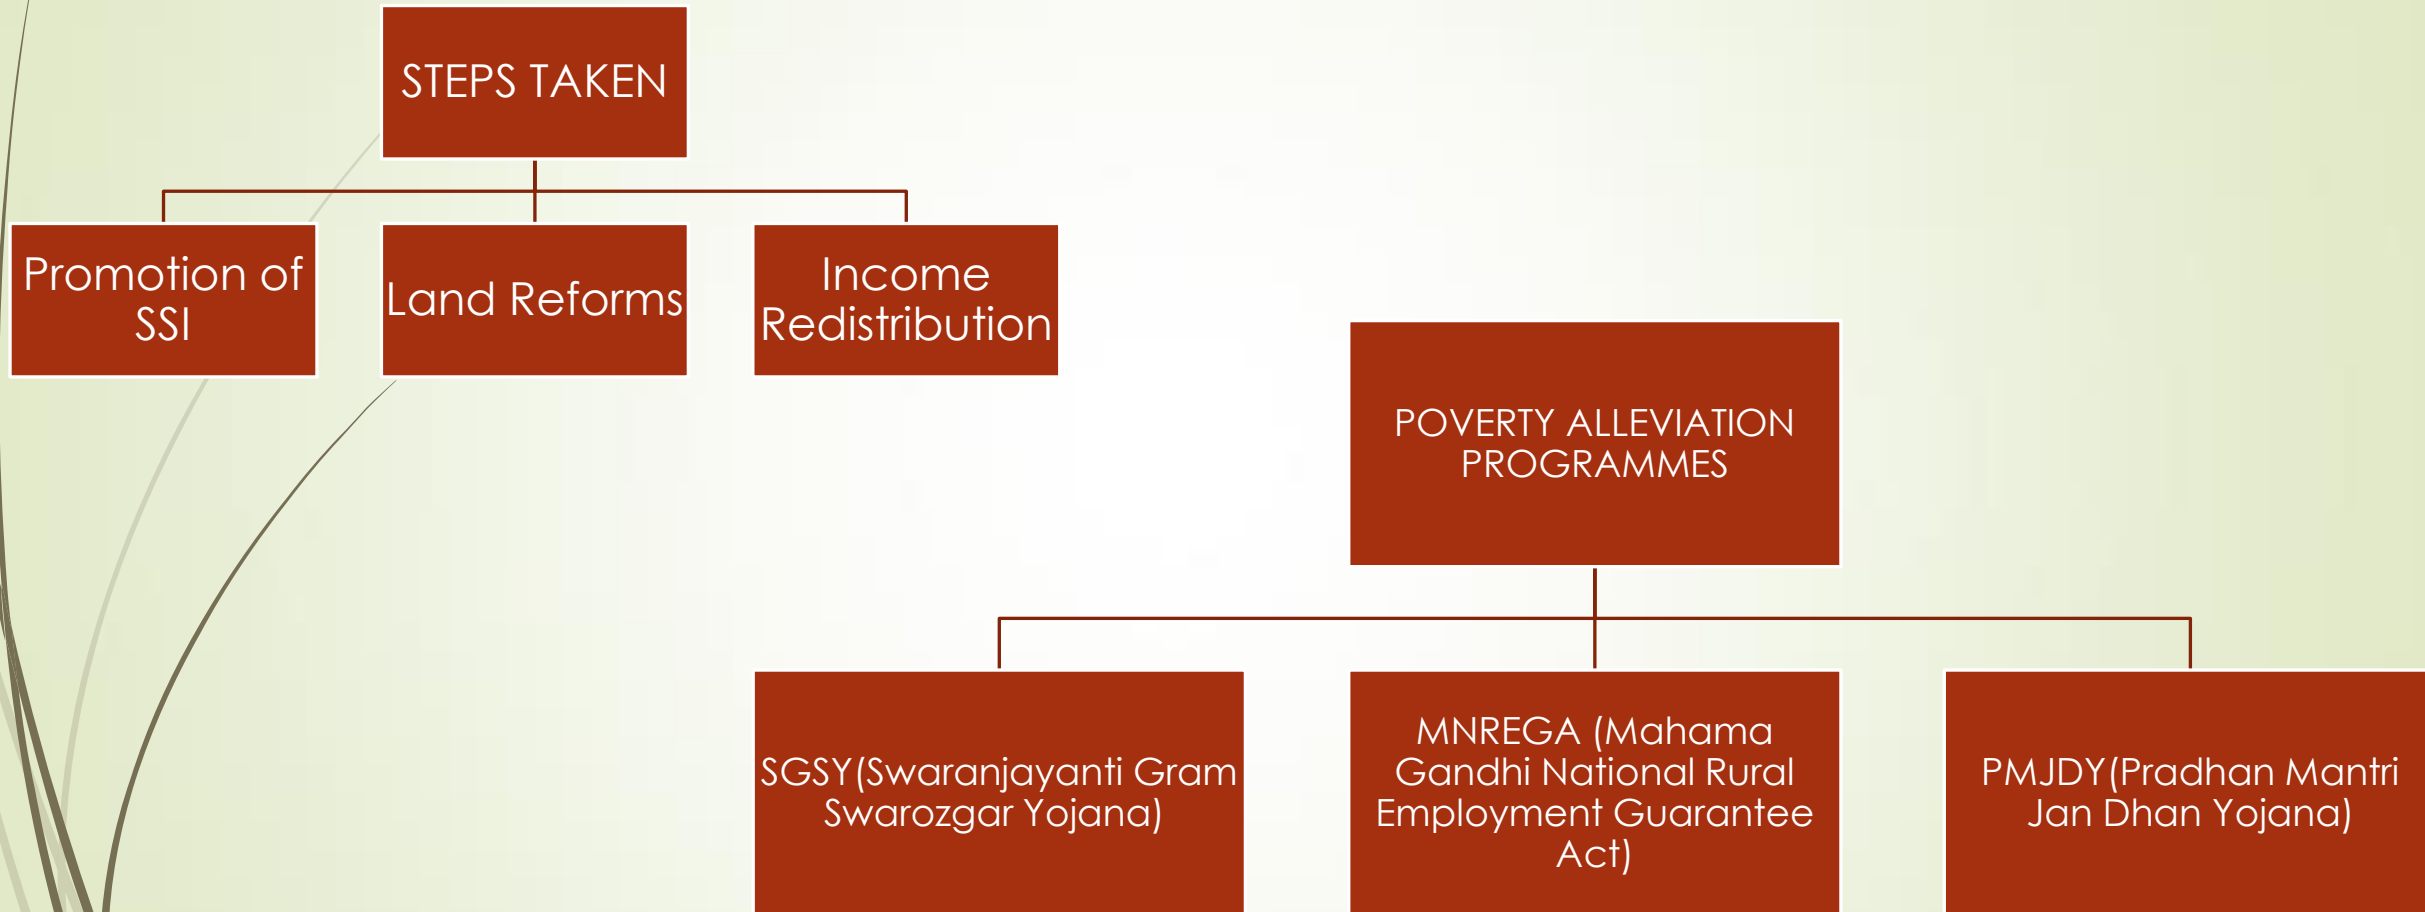 STEPS TAKEN
Promotion of
SSI
Land Reforms
Income
Redistribution
POVERTY ALLEVIATION
PROGRAMMES
SGSY(Swaranjayanti Gram
Swarozgar Yojana)
MNREGA (Mahama
Gandhi National Rural
Employment Guarantee
Act)
PMJDY(Pradhan Mantri
Jan Dhan Yojana)